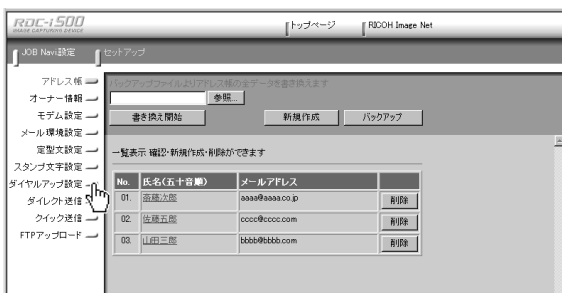 RDC-i500
IMAGE CAPTURING DEVICE
トップページ
RICOH Image Net
JOB Navi設定
セットアップ
アドレス帳
オーナー情報
モデム設定
メール環境設定
定型文設定
スタンプ文字設定
ダイヤルアップ設定
ダイレクト送信
クイック送信
FTPアップロード
バックアップファイルよりアドレス帳の全データを書き換えます
参照...
書き換え開始
新規作成
バックアップ
一覧表示 確認・新規作成・削除ができます
No. 氏名(五十音順) メールアドレス
01. 斎藤次郎 aaaa@aaaa.co.jp 削除
02. 佐藤五郎 cccc@cccc.com 削除
03. 山田三郎 bbbb@bbbb.com 削除